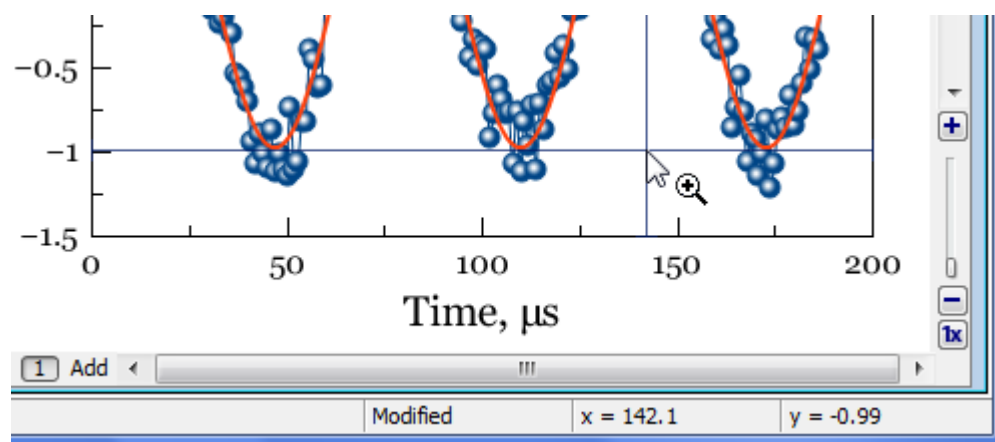 −0.5
−1
−1.5
0 50 100 150 200
Time, μs
1x
1 Add
Modified x = 142.1 y = -0.99